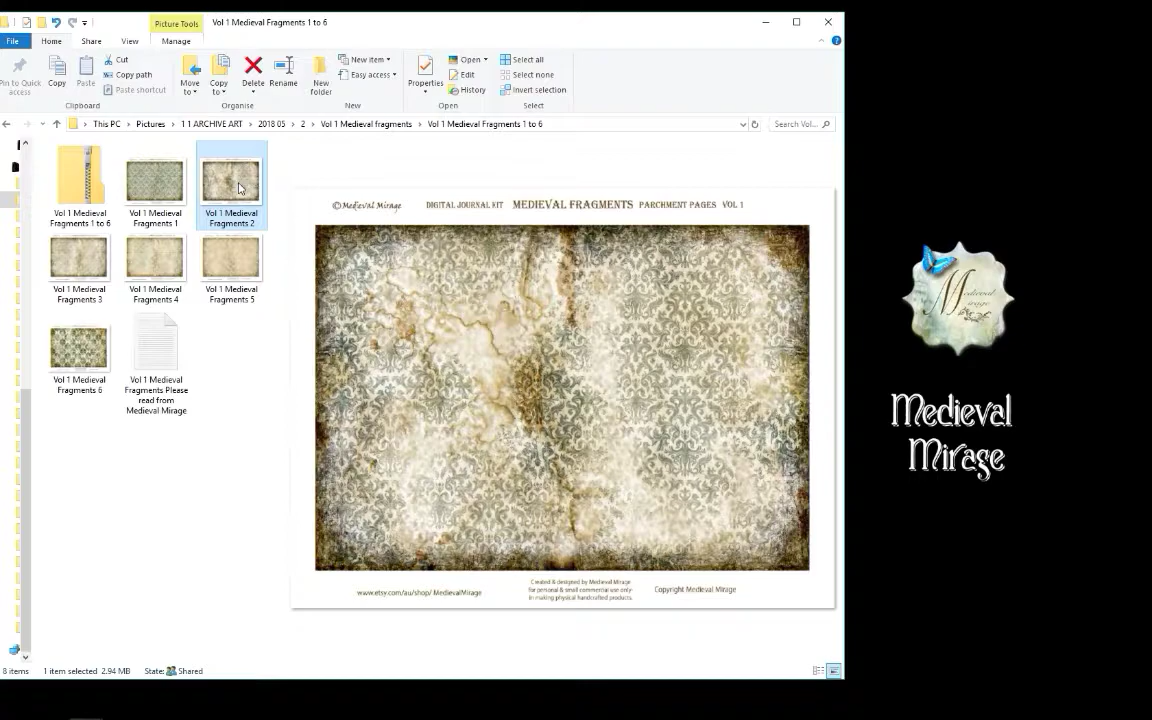 Picture Tools
Vol 1 Medieval Fragments 1 to 6
File
Home
Share
View
Manage
Pin to Quick access
Copy
Paste
Cut
Copy path
Paste shortcut
Clipboard
Move to
Copy to
Delete
Rename
Organise
New folder
New item
Easy access
New
Properties
Open
Edit
History
Open
Select all
Select none
Invert selection
Select
This PC > Pictures > 1 1 ARCHIVE ART > 2018 05 > 2 > Vol 1 Medieval fragments > Vol 1 Medieval Fragments 1 to 6
Search Vol...
Vol 1 Medieval Fragments 1 to 6
Vol 1 Medieval Fragments 1
Vol 1 Medieval Fragments 2
Vol 1 Medieval Fragments 3
Vol 1 Medieval Fragments 4
Vol 1 Medieval Fragments 5
Vol 1 Medieval Fragments 6
Vol 1 Medieval Fragments Please read from Medieval Mirage
©Medieval Mirage DIGITAL JOURNAL KIT MEDIEVAL FRAGMENTS PARCHMENT PAGES VOL 1
www.etsy.com/au/shop/ MedievalMirage
Created & designed by Medieval Mirage
for personal & small commercial use only-
in making physical handcrafted products.
Copyright Medieval Mirage
Medieval
mirage
Medieval
Mirage
8 items 1 item selected 2.94 MB State: Shared